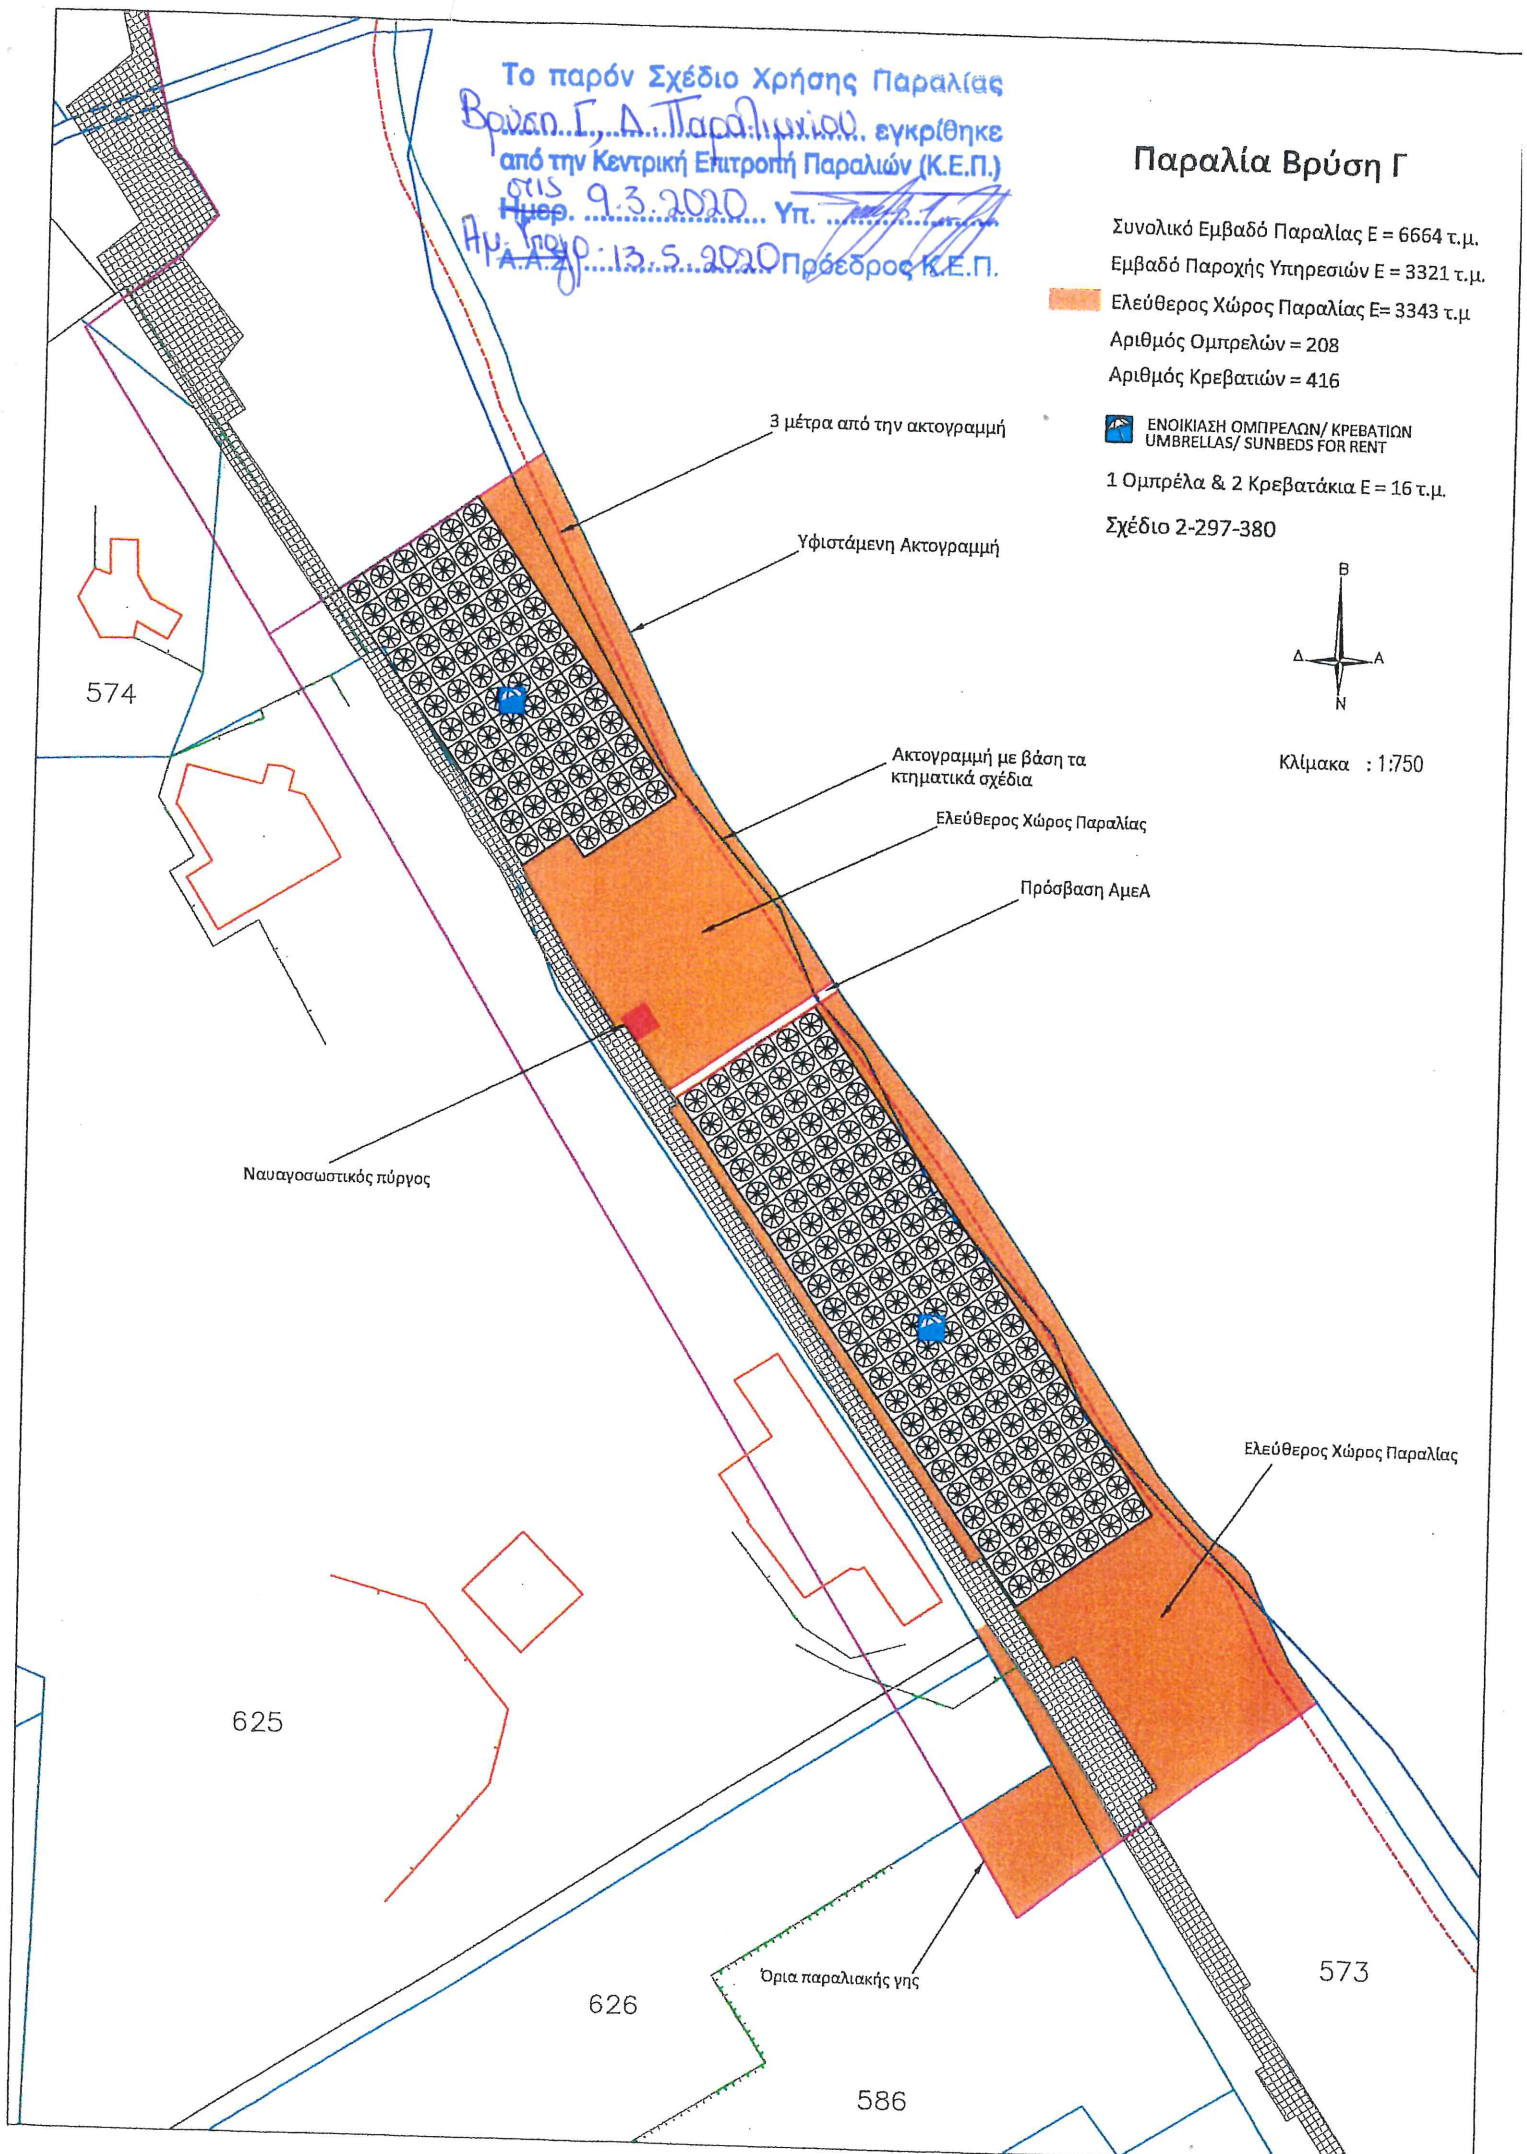 Το παρόν Σχέδιο Χρήσης Παραλίας
Βρύση Γ, Δ. Παραλιμνίου εγκρίθηκε
από την Κεντρική Επιτροπή Παραλιών (Κ.Ε.Π.)
στις
Ημερ. 9.3.2020 Υπ.
Α.Α.Σ. 13.5.2020 Πρόεδρος Κ.Ε.Π.
Παραλία Βρύση Γ
Συνολικό Εμβαδό Παραλίας Ε = 6664 τ.μ.
Εμβαδό Παροχής Υπηρεσιών Ε = 3321 τ.μ.
Ελεύθερος Χώρος Παραλίας Ε= 3343 τ.μ
Αριθμός Ομπρελών = 208
Αριθμός Κρεβατιών = 416
ΕΝΟΙΚΙΑΣΗ ΟΜΠΡΕΛΩΝ/ ΚΡΕΒΑΤΙΩΝ
UMBRELLAS/ SUNBEDS FOR RENT
1 Ομπρέλα & 2 Κρεβατάκια Ε = 16 τ.μ.
Σχέδιο 2-297-380
Β
Δ
Α
Ν
Κλίμακα : 1:750
3 μέτρα από την ακτογραμμή
Υφιστάμενη Ακτογραμμή
574
Ακτογραμμή με βάση τα
κτηματικά σχέδια
Ελεύθερος Χώρος Παραλίας
Πρόσβαση ΑμεΑ
Ναυαγοσωστικός πύργος
Ελεύθερος Χώρος Παραλίας
625
Όρια παραλιακής γης
573
626
586